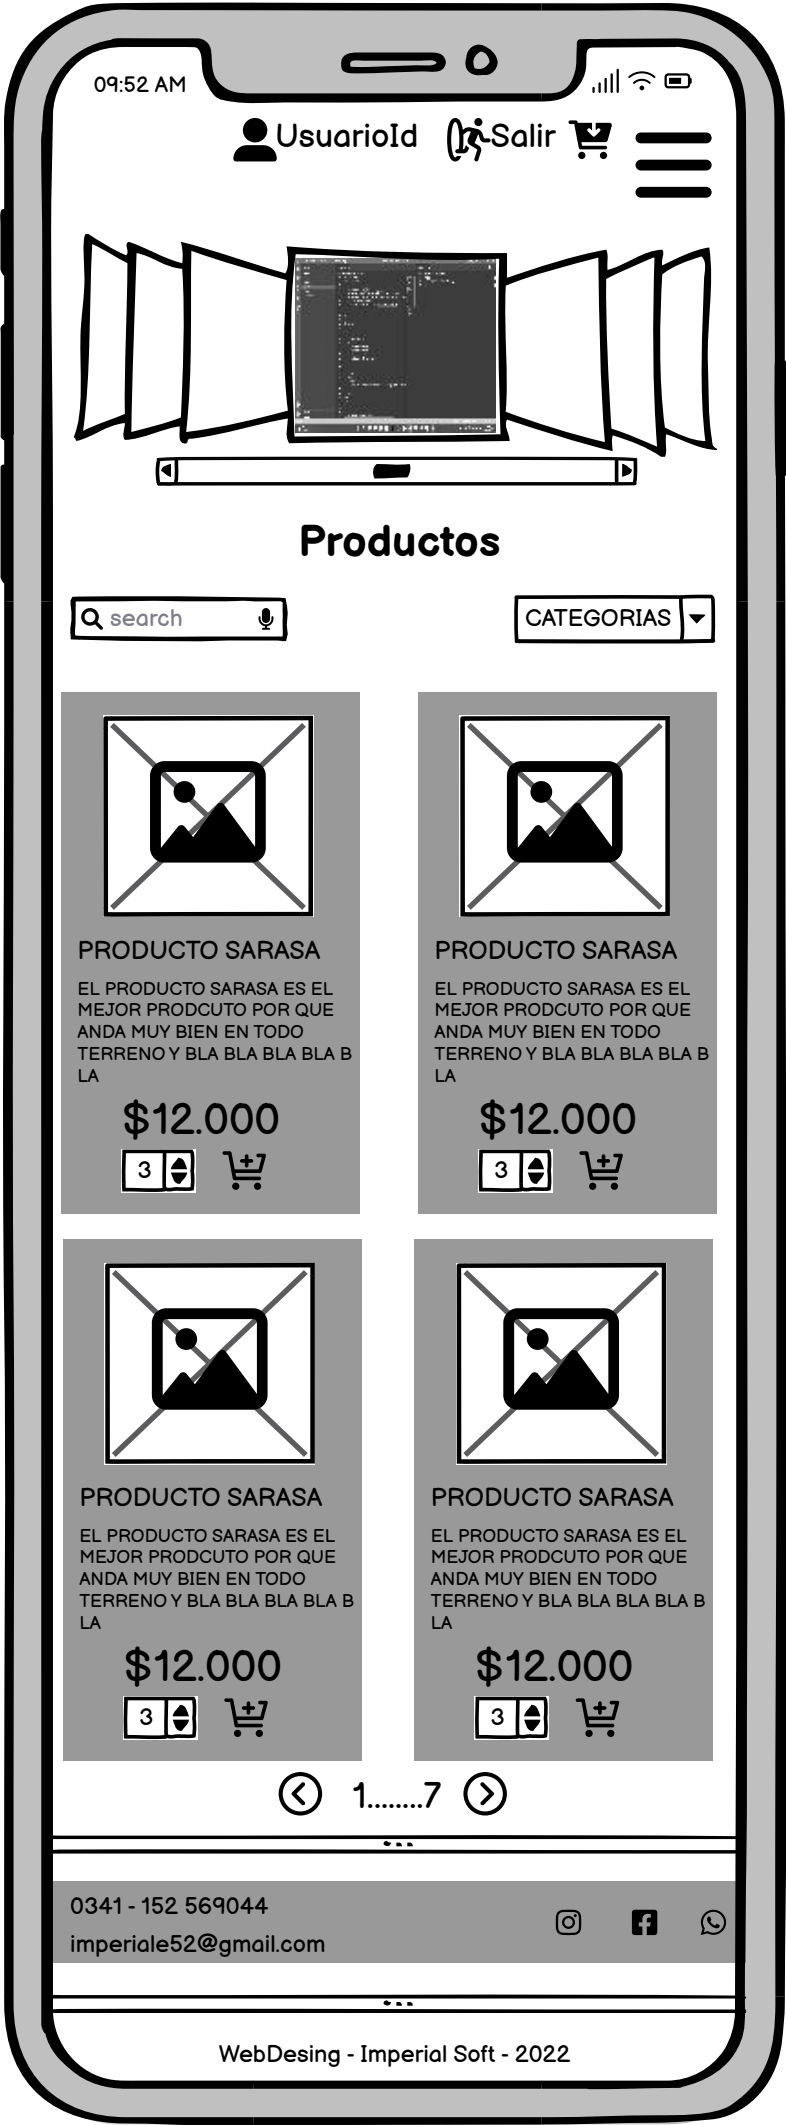 09:52 AM
UsuarioId Salir
Productos
search CATEGORIAS
PRODUCTO SARASA
EL PRODUCTO SARASA ES EL
MEJOR PRODCUTO POR QUE
ANDA MUY BIEN EN TODO
TERRENO Y BLA BLA BLA BLA B
LA
$12.000
3
PRODUCTO SARASA
EL PRODUCTO SARASA ES EL
MEJOR PRODCUTO POR QUE
ANDA MUY BIEN EN TODO
TERRENO Y BLA BLA BLA BLA B
LA
$12.000
3
PRODUCTO SARASA
EL PRODUCTO SARASA ES EL
MEJOR PRODCUTO POR QUE
ANDA MUY BIEN EN TODO
TERRENO Y BLA BLA BLA BLA B
LA
$12.000
3
PRODUCTO SARASA
EL PRODUCTO SARASA ES EL
MEJOR PRODCUTO POR QUE
ANDA MUY BIEN EN TODO
TERRENO Y BLA BLA BLA BLA B
LA
$12.000
3
1........7
0341 - 152 569044
imperiale52@gmail.com
WebDesing - Imperial Soft - 2022